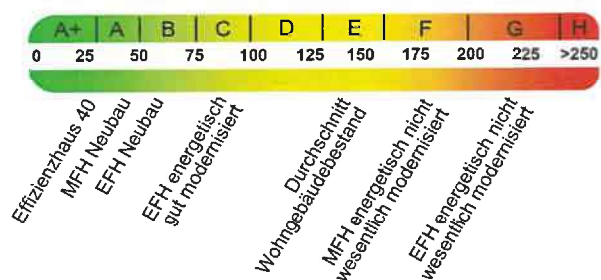 A+ A B C D E F G H
0 25 50 75 100 125 150 175 200 225 >250
Effizienzhaus 40
MFH Neubau
EFH Neubau
EFH energetisch
gut modernisiert
Durchschnitt
Wohngebäudebestand
MFH energetisch nicht
wesentlich modernisiert
EFH energetisch nicht
wesentlich modernisiert